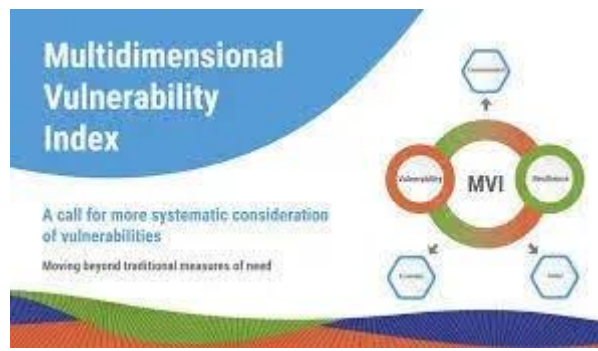 Multidimensional
Vulnerability
Index
A call for more systematic consideration
of vulnerabilities
Moving beyond traditional measures of need
Vulnerability
MVI
Resilience